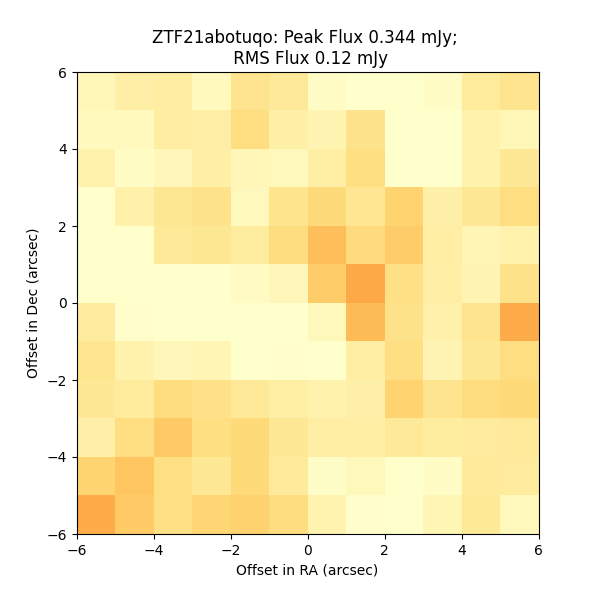 ZTF21abotuqo: Peak Flux 0.344 mJy;
RMS Flux 0.12 mJy
6
4
2
0
−2
−4
−6
Offset in Dec (arcsec)
−6 −4 −2 0 2 4 6
Offset in RA (arcsec)